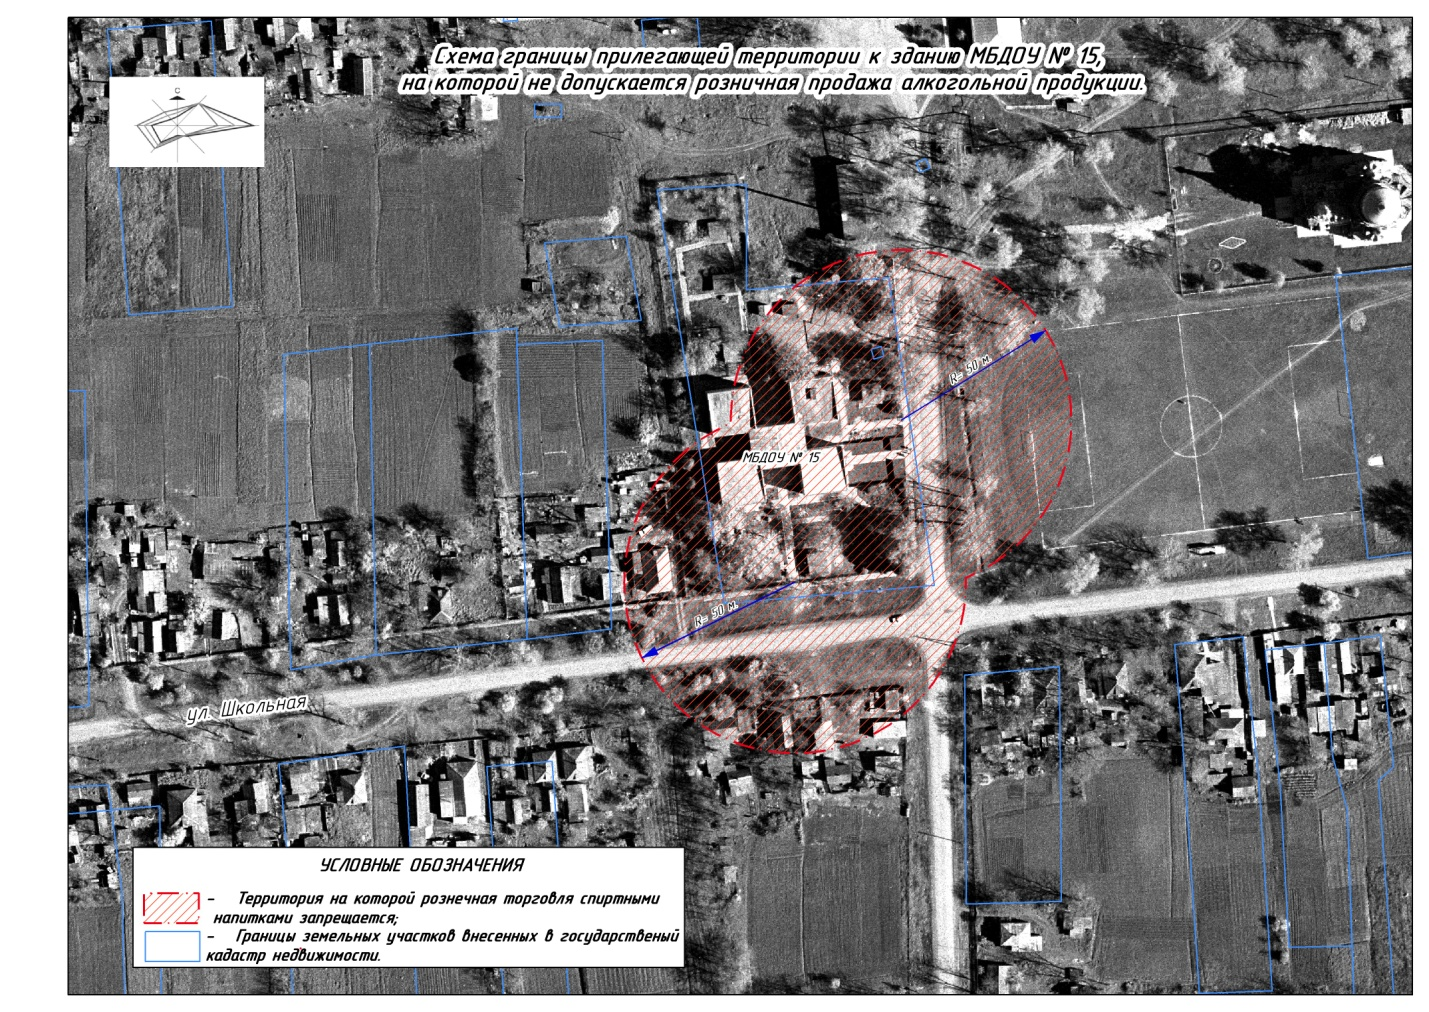 Схема границы прилегающей территории к зданию МБДОУ № 15,
на которой не допускается розничная продажа алкогольной продукции.
С
R= 50 м.
МБДОУ № 15
R= 50 м.
ул. Школьная
УСЛОВНЫЕ ОБОЗНАЧЕНИЯ
- Территория на которой рознечная торговля спиртными
напитками запрещается;
- Границы земельных участков внесенных в государственый
кадастр недвижимости.